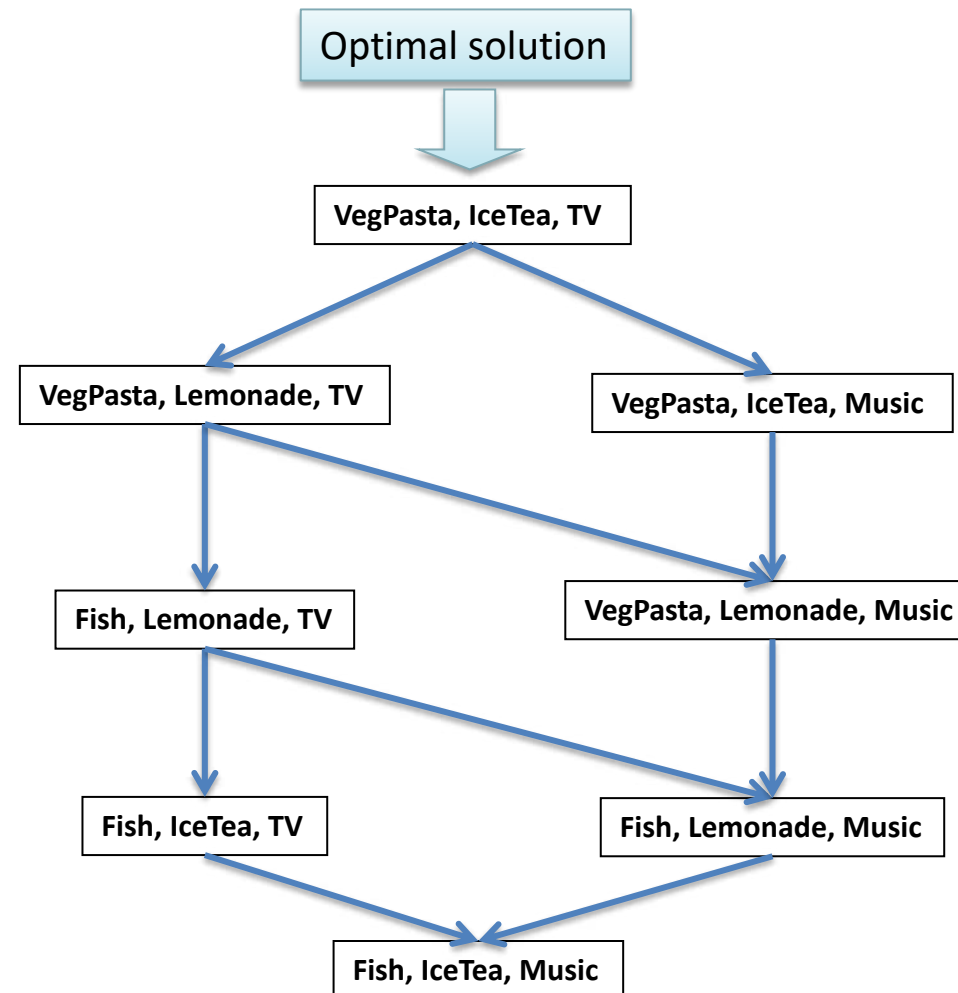 Optimal solution
VegPasta, IceTea, TV
VegPasta, Lemonade, TV
VegPasta, IceTea, Music
Fish, Lemonade, TV
VegPasta, Lemonade, Music
Fish, IceTea, TV
Fish, Lemonade, Music
Fish, IceTea, Music